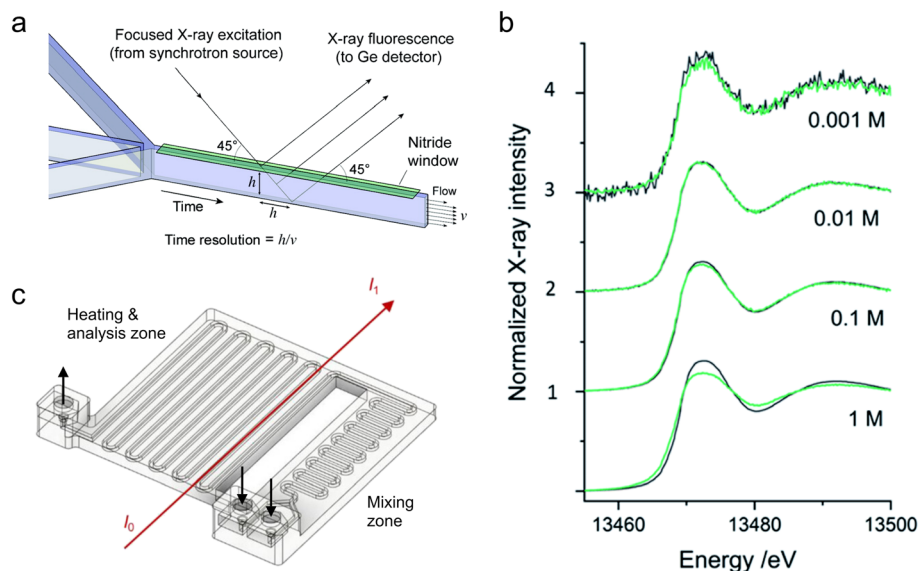 a
Focused X-ray excitation
(from synchrotron source)
X-ray fluorescence
(to Ge detector)
45°
45°
Nitride
window
h
h
Flow
v
Time
Time resolution = h/v
b
Normalized X-ray intensity
4
3
2
1
0.001 M
0.01 M
0.1 M
1 M
13460
13480
13500
Energy /eV
c
Heating &
analysis zone
I₁
I₀
Mixing
zone